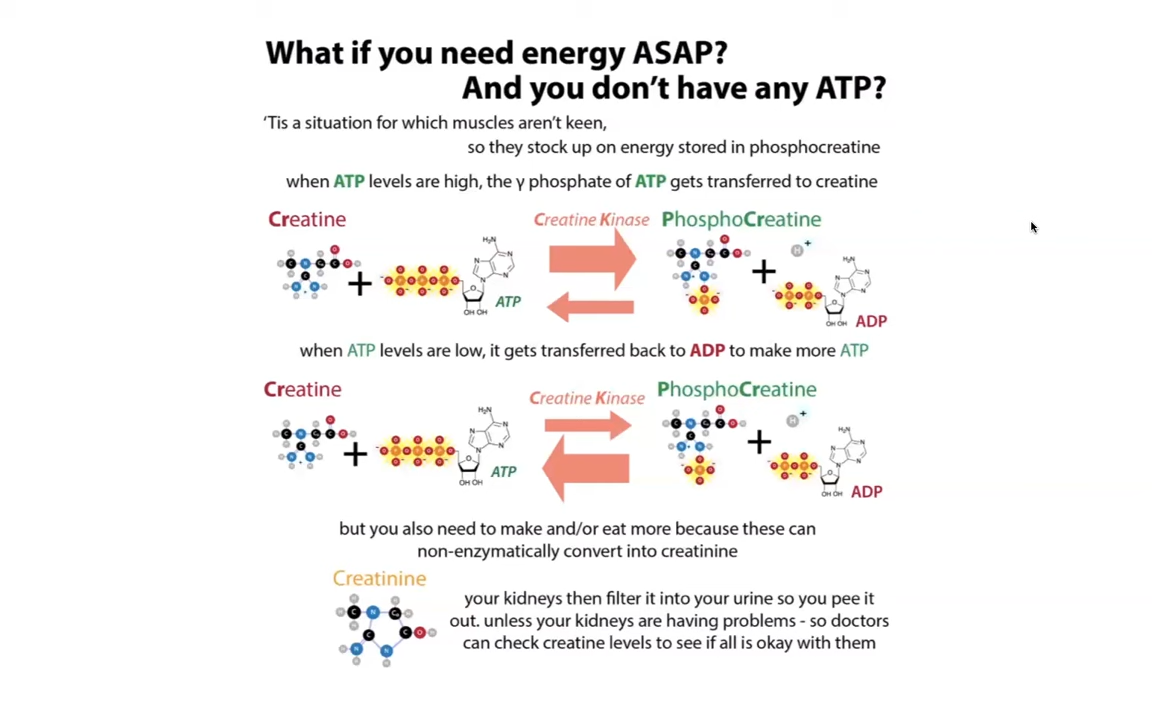 What if you need energy ASAP?
And you don't have any ATP?
'Tis a situation for which muscles aren't keen,
so they stock up on energy stored in phosphocreatine
when ATP levels are high, the γ phosphate of ATP gets transferred to creatine
Creatine
Creatine Kinase
PhosphoCreatine
ATP
ADP
when ATP levels are low, it gets transferred back to ADP to make more ATP
Creatine
Creatine Kinase
PhosphoCreatine
ATP
ADP
but you also need to make and/or eat more because these can
non-enzymatically convert into creatinine
Creatinine
your kidneys then filter it into your urine so you pee it
out. unless your kidneys are having problems - so doctors
can check creatine levels to see if all is okay with them